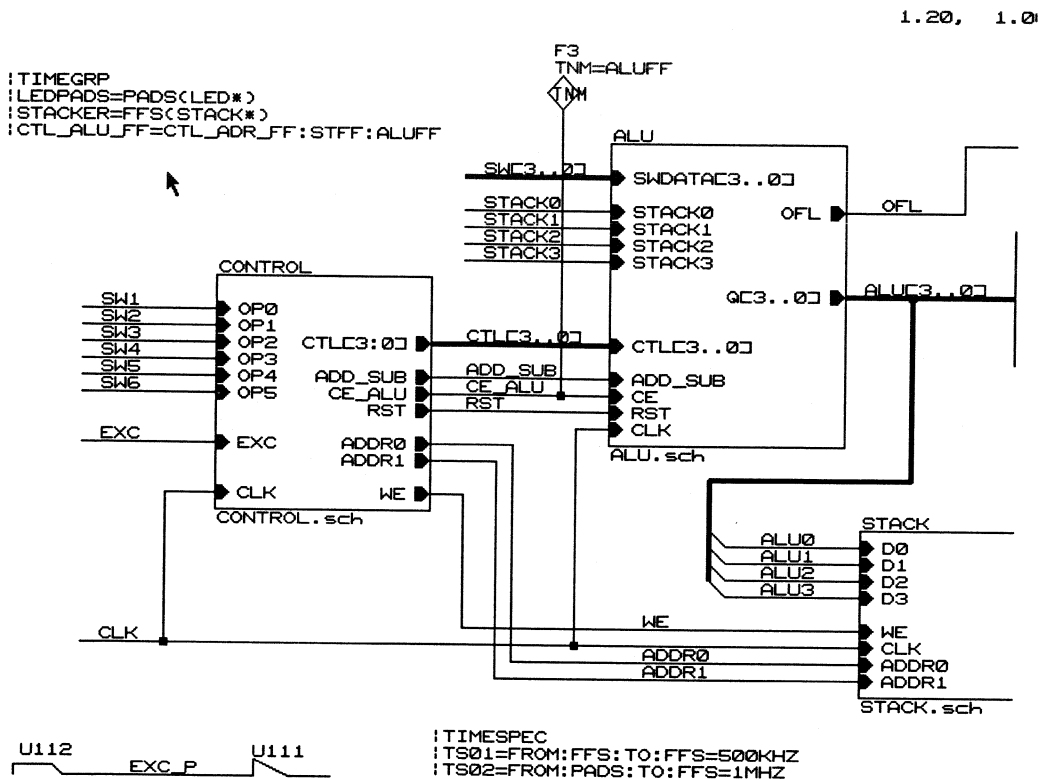 1.20, 1.0
F3
TNM=ALUFF
TNM
|TIMEGRP
|LEDPADS=PADS(LED*)
|STACKER=FFS(STACK*)
|CTL_ALU_FF=CTL_ADR_FF:STFF:ALUFF
ALU
SW[3..0]
SWDATA[3..0]
STACK0
STACK1
STACK2
STACK3
STACK0
STACK1
STACK2
STACK3
OFL
OFL
Q[3..0]
ALU[3..0]
CTL[3..0]
CTL[3..0]
ADD_SUB
ADD_SUB
CE_ALU
CE
RST
RST
CLK
ALU.sch
CONTROL
SW1
SW2
SW3
SW4
SW5
SW6
OP0
OP1
OP2
OP3
OP4
OP5
CTL[3:0]
ADD_SUB
CE_ALU
RST
EXC
EXC
ADDR0
ADDR1
CLK
WE
CONTROL.sch
STACK
ALU0
ALU1
ALU2
ALU3
D0
D1
D2
D3
CLK
WE
WE
CLK
ADDR0
ADDR0
ADDR1
ADDR1
STACK.sch
U112
EXC_P
U111
|TIMESPEC
|TS01=FROM:FFS:TO:FFS=500KHZ
|TS02=FROM:PADS:TO:FFS=1MHZ